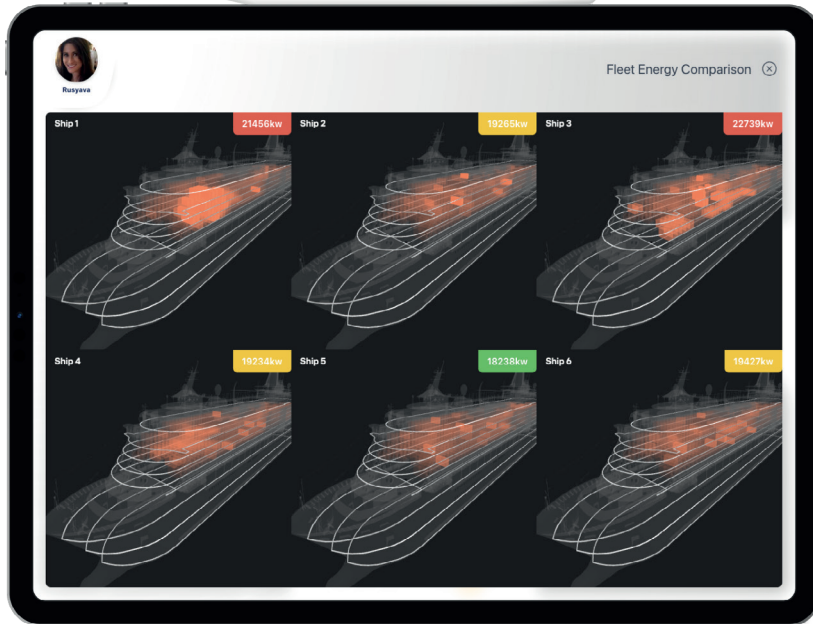 Rusyava
Fleet Energy Comparison
Ship 1
21456kw
Ship 2
19265kw
Ship 3
22739kw
Ship 4
19234kw
Ship 5
18238kw
Ship 6
19427kw